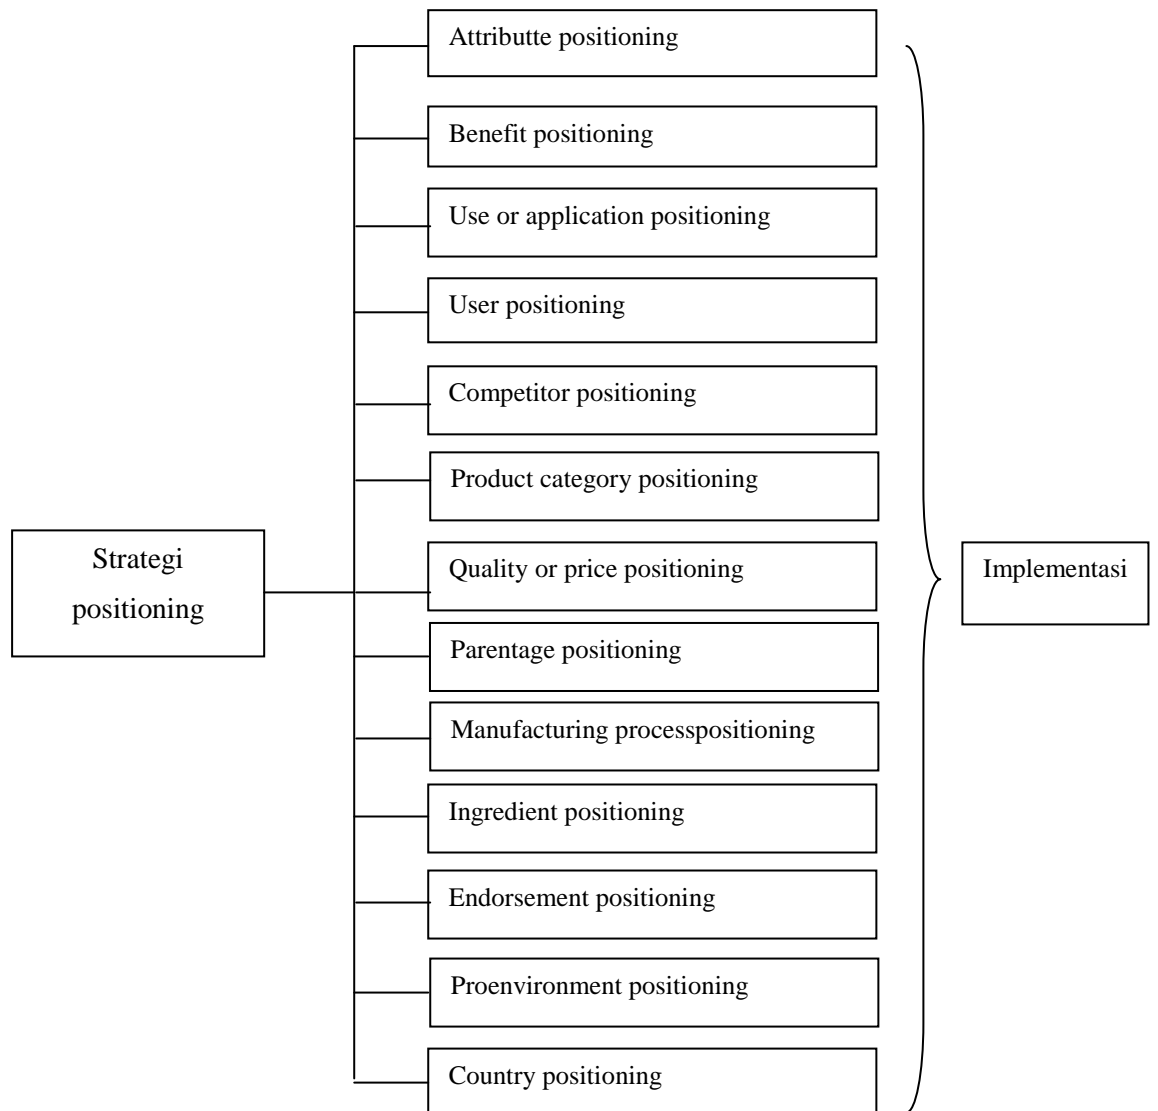 Attributte positioning
Benefit positioning
Use or application positioning
User positioning
Competitor positioning
Product category positioning
Strategi
positioning
Quality or price positioning
Implementasi
Parentage positioning
Manufacturing processpositioning
Ingredient positioning
Endorsement positioning
Proenvironment positioning
Country positioning